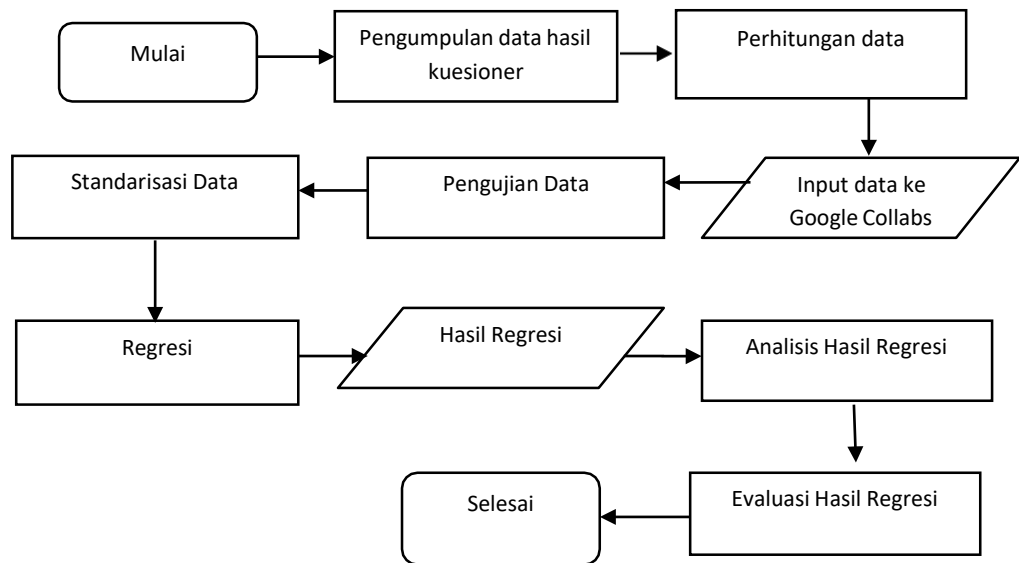 Mulai
Pengumpulan data hasil
kuesioner
Perhitungan data
Input data ke
Google Collabs
Pengujian Data
Standarisasi Data
Regresi
Hasil Regresi
Analisis Hasil Regresi
Evaluasi Hasil Regresi
Selesai